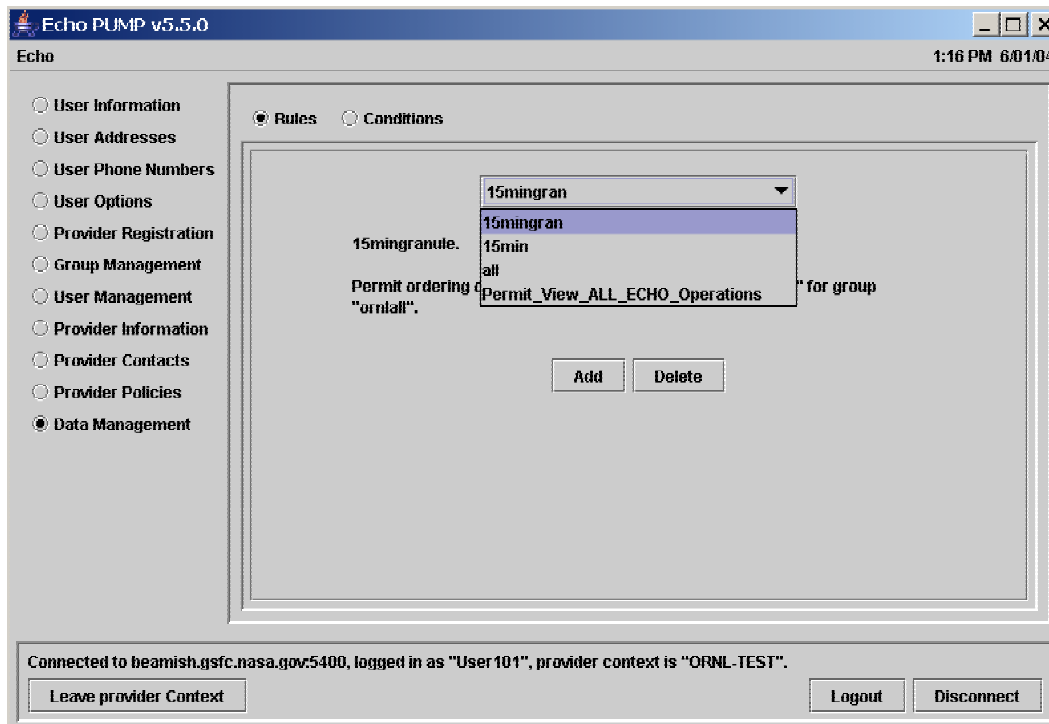 Echo PUMP v5.5.0
Echo
1:16 PM 6/01/04
User Information
User Addresses
User Phone Numbers
User Options
Provider Registration
Group Management
User Management
Provider Information
Provider Contacts
Provider Policies
Data Management
Rules
Conditions
15mingran
15mingran
15min
all
Permit_View_ALL_ECHO_Operations
15mingranule.
Permit ordering " for group
"ornlall".
Add
Delete
Connected to beamish.gsfc.nasa.gov:5400, logged in as "User101", provider context is "ORNL-TEST".
Leave provider Context
Logout
Disconnect